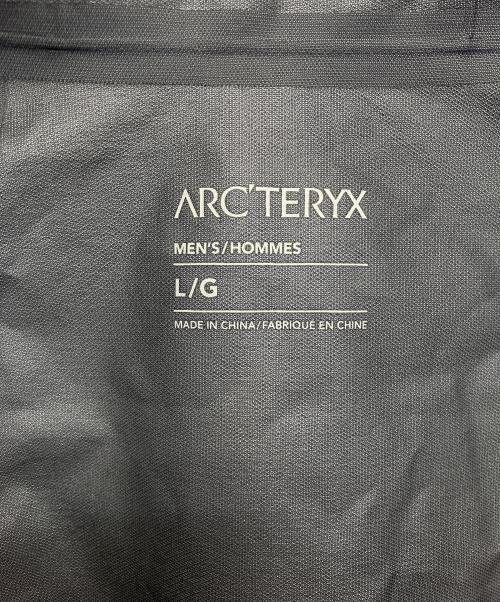 ARC'TERYX
MEN'S/HOMMES
L/G
MADE IN CHINA/FABRIQUÉ EN CHINE